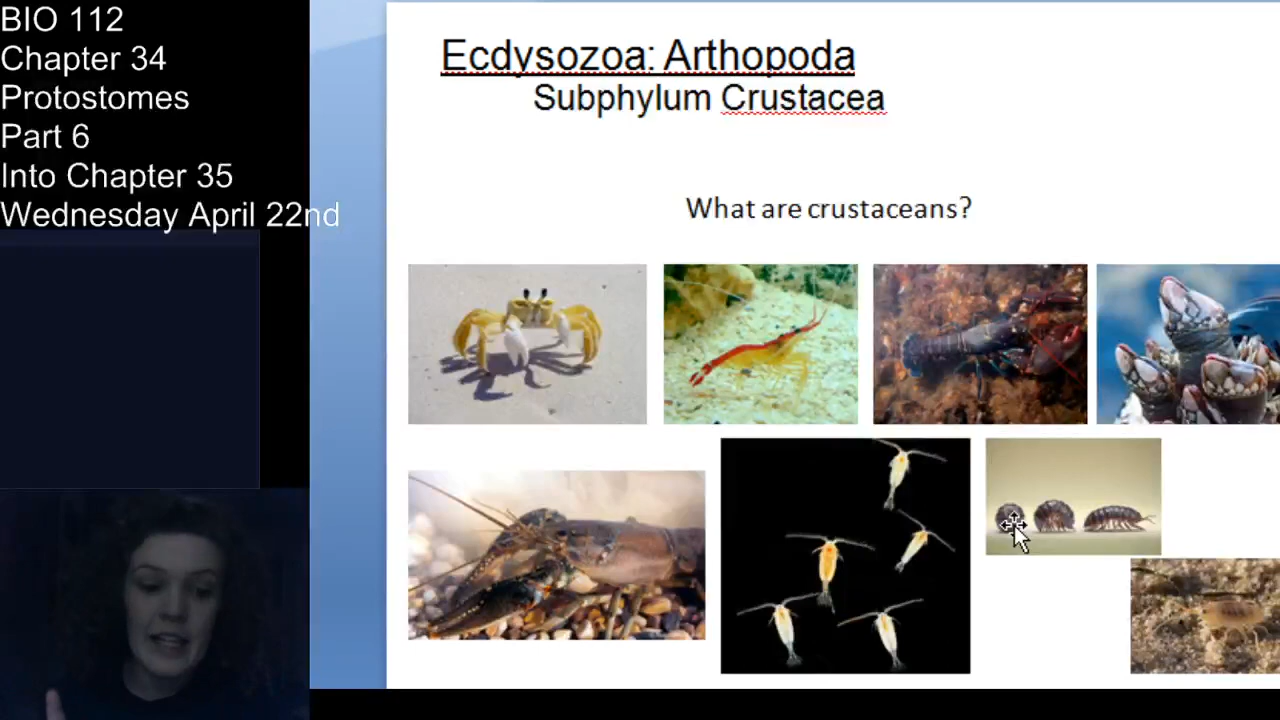 BIO 112
Chapter 34
Protostomes
Part 6
Into Chapter 35
Wednesday April 22nd
Ecdysozoa: Arthopoda
Subphylum Crustacea
What are crustaceans?